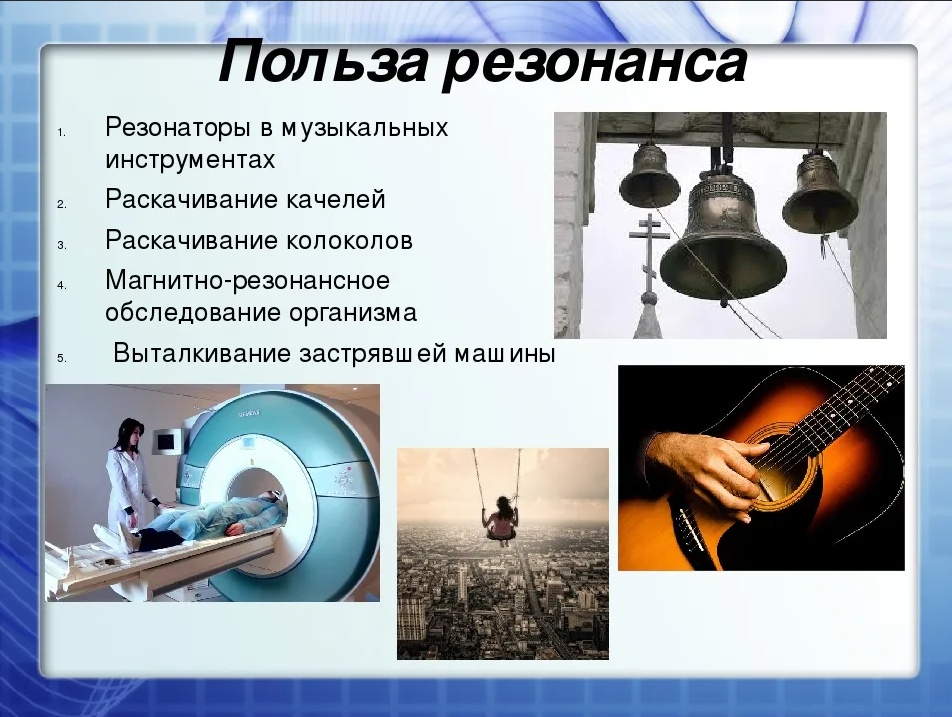 Польза резонанса
1. Резонаторы в музыкальных
инструментах
2. Раскачивание качелей
3. Раскачивание колоколов
4. Магнитно-резонансное
обследование организма
5. Выталкивание застрявшей машины
SIEMENS